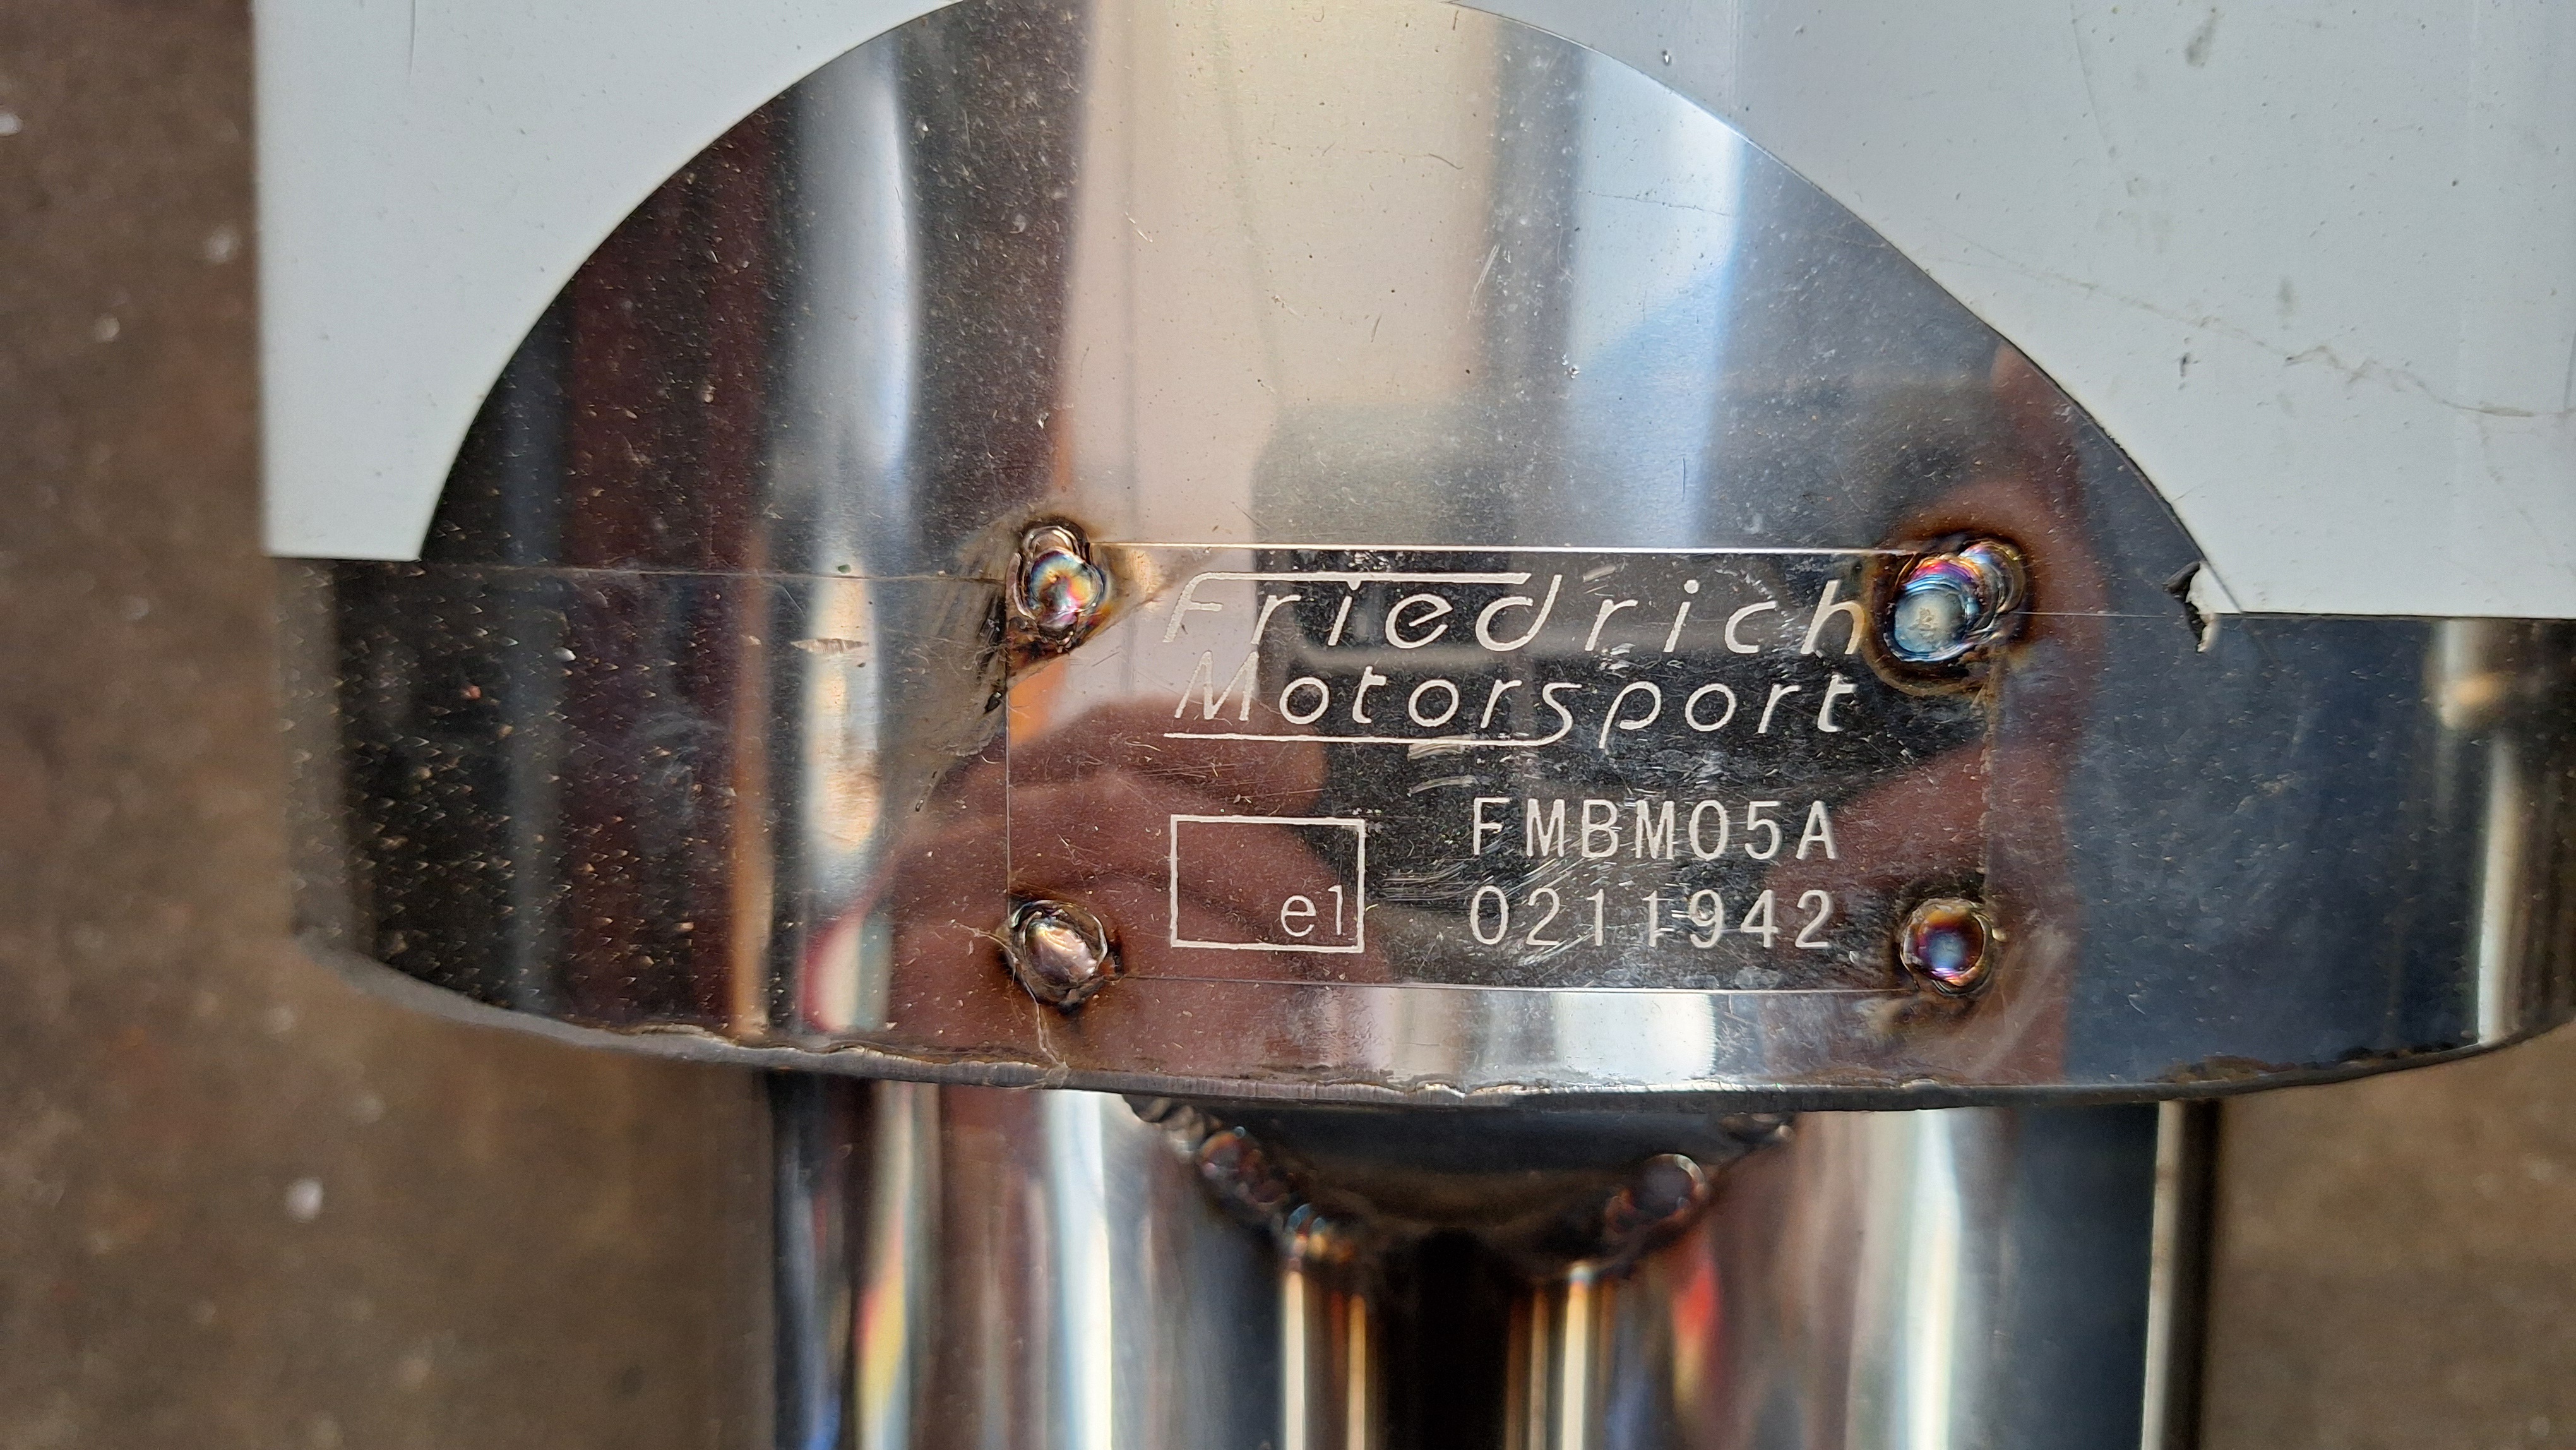 Friedrich
Motorsport
FMBM05A
e1 0211942